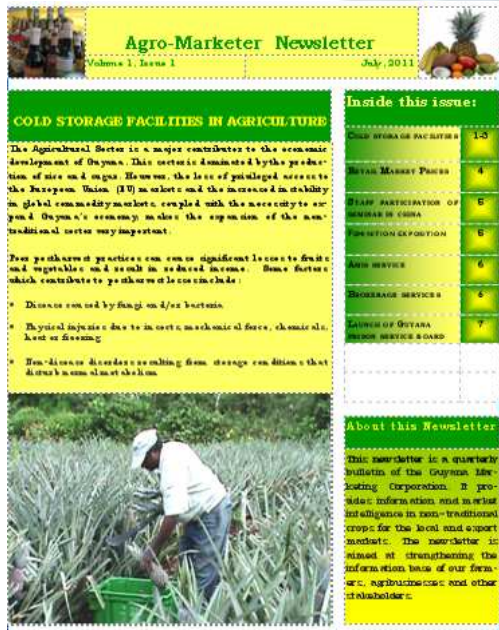 Agro-Marketer Newsletter
Volume 1, Issue 1
July, 2011
COLD STORAGE FACILITIES IN AGRICULTURE
The Agricultural Sector is a major contributor to the economic
development of Guyana. This sector is dominated by the produc-
tion of rice and sugar. However, the loss of privileged access to
the European Union (EU) markets and the increased instability
in global commodity markets, coupled with the necessity to ex-
pand Guyana's economy, makes the expansion of the non-
traditional sector very important.
Poor postharvest practices can cause significant losses to fruits
and vegetables and result in reduced income. Some factors
which contribute to postharvest losses include:
Disease caused by fungi and/or bacteria
Physical injuries due to insects, mechanical force, chemicals,
heat or freezing
Non-disease disorders resulting from storage conditions that
disturb normal metabolism
Inside this issue:
COLD STORAGE FACILITIES 1-3
RETAIL MARKET PRICES 4
STAFF PARTICIPATION OF
SEMINAR IN CHINA 5
EXPOSITION 5
SERVICE 6
BROKERAGE SERVICES 6
LAUNCH OF GUYANA
SERVICE BOARD 7
About this Newsletter
This newsletter is a quarterly
bulletin of the Guyana Mar-
keting Corporation. It pro-
vides information and market
intelligence in non-traditional
crops for the local and export
markets. The newsletter is
aimed at strengthening the
information base of our farm-
ers, agribusinesses and other
stakeholders.